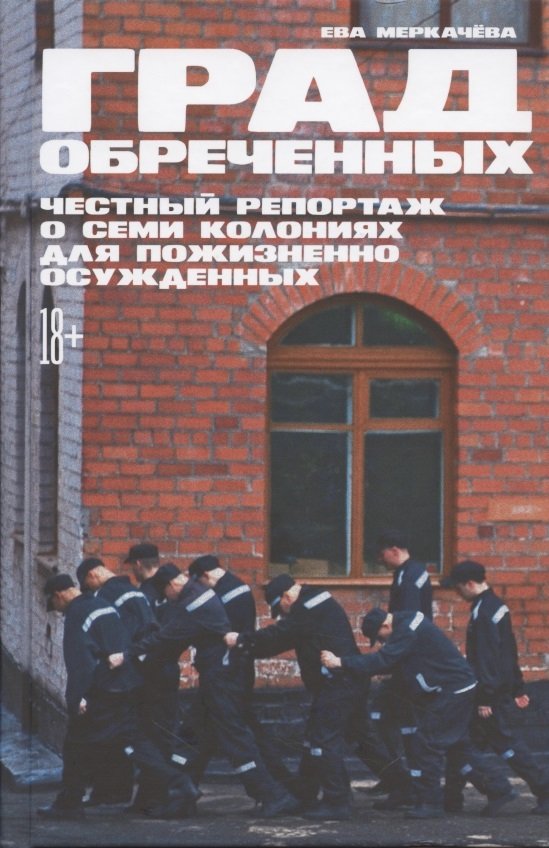 ЕВА МЕРКАЧЁВА
ГРАД
ОБРЕЧЕННЫХ
ЧЕСТНЫЙ РЕПОРТАЖ
О СЕМИ КОЛОНИЯХ
ДЛЯ ПОЖИЗНЕННО
ОСУЖДЕННЫХ
18+